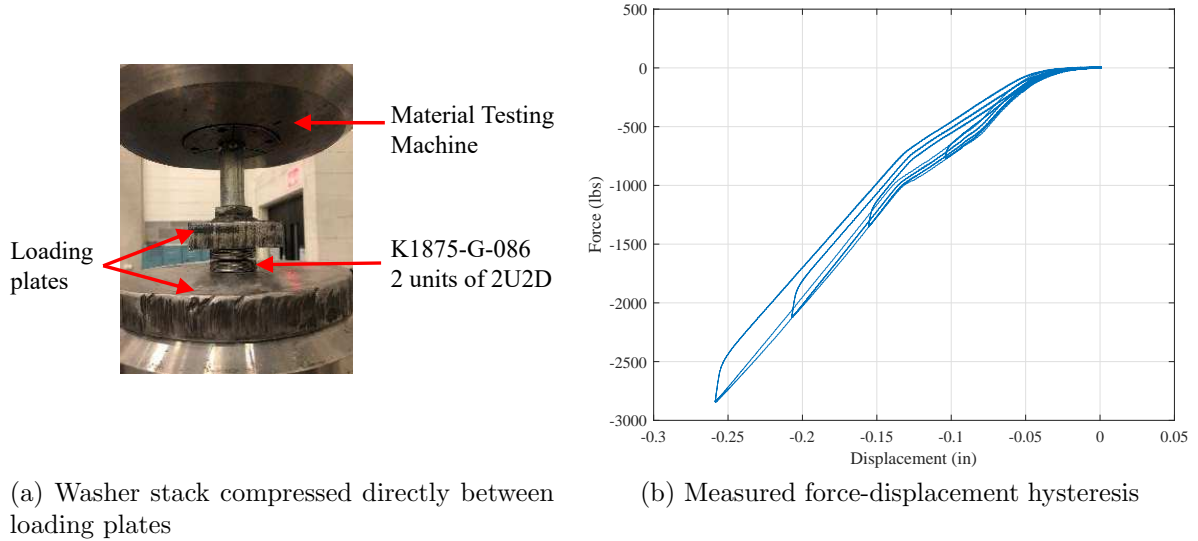 Material Testing
Machine
Loading
plates
K1875-G-086
2 units of 2U2D
500
0
-500
-1000
-1500
-2000
-2500
-3000
Force (lbs)
-0.3 -0.25 -0.2 -0.15 -0.1 -0.05 0 0.05
Displacement (in)
(a) Washer stack compressed directly between
loading plates
(b) Measured force-displacement hysteresis